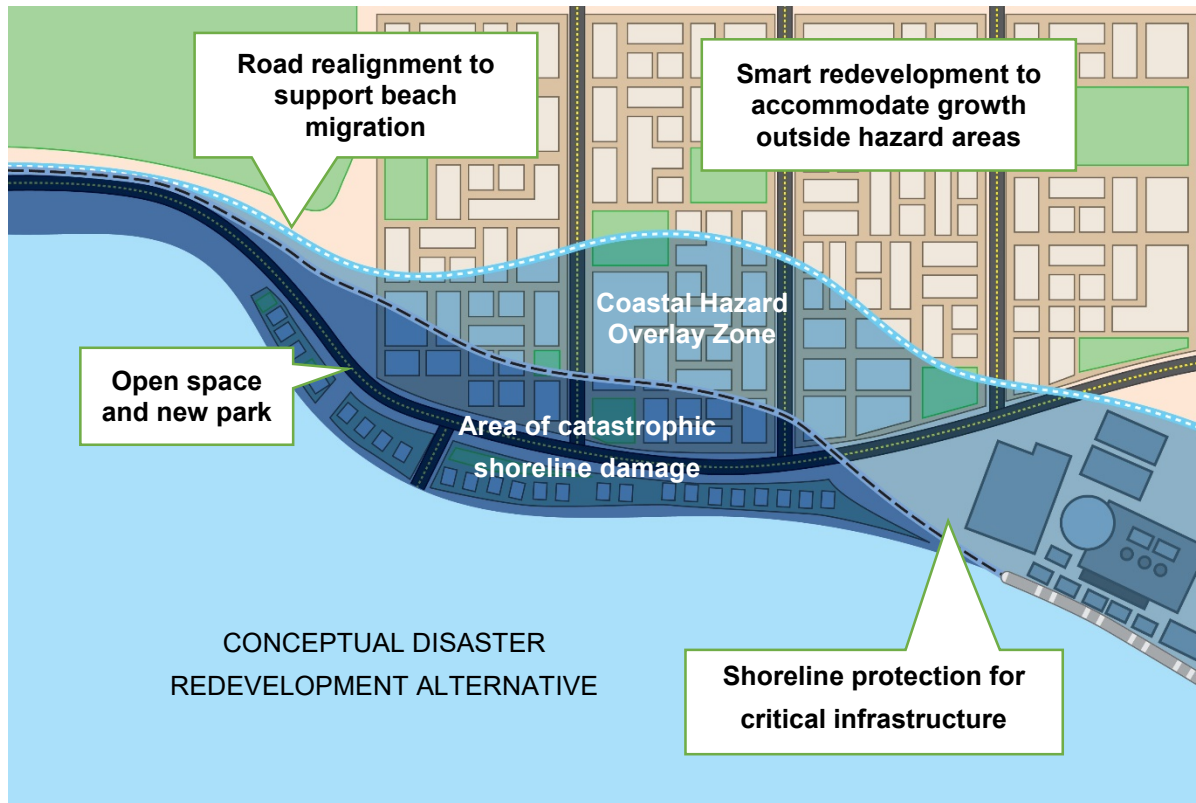 Road realignment to
support beach
migration
Smart redevelopment to
accommodate growth
outside hazard areas
Coastal Hazard
Overlay Zone
Open space
and new park
Area of catastrophic
shoreline damage
CONCEPTUAL DISASTER
REDEVELOPMENT ALTERNATIVE
Shoreline protection for
critical infrastructure